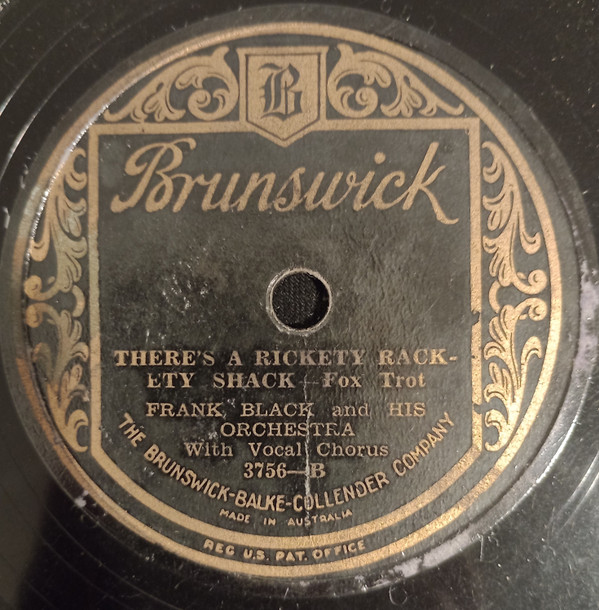 B
Brunswick
THERE'S A RICKETY RACK-
ETY SHACK—Fox Trot
FRANK BLACK and HIS
ORCHESTRA
With Vocal Chorus
3756—B
THE BRUNSWICK-BALKE-COLLENDER COMPANY
MADE IN AUSTRALIA
REG U.S. PAT. OFFICE